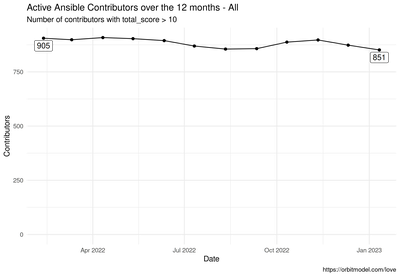 Active Ansible Contributors over the 12 months - All
Number of contributors with total_score > 10
905
851
750
500
250
0
Contributors
Apr 2022
Jul 2022
Oct 2022
Jan 2023
Date
https://orbitmodel.com/love